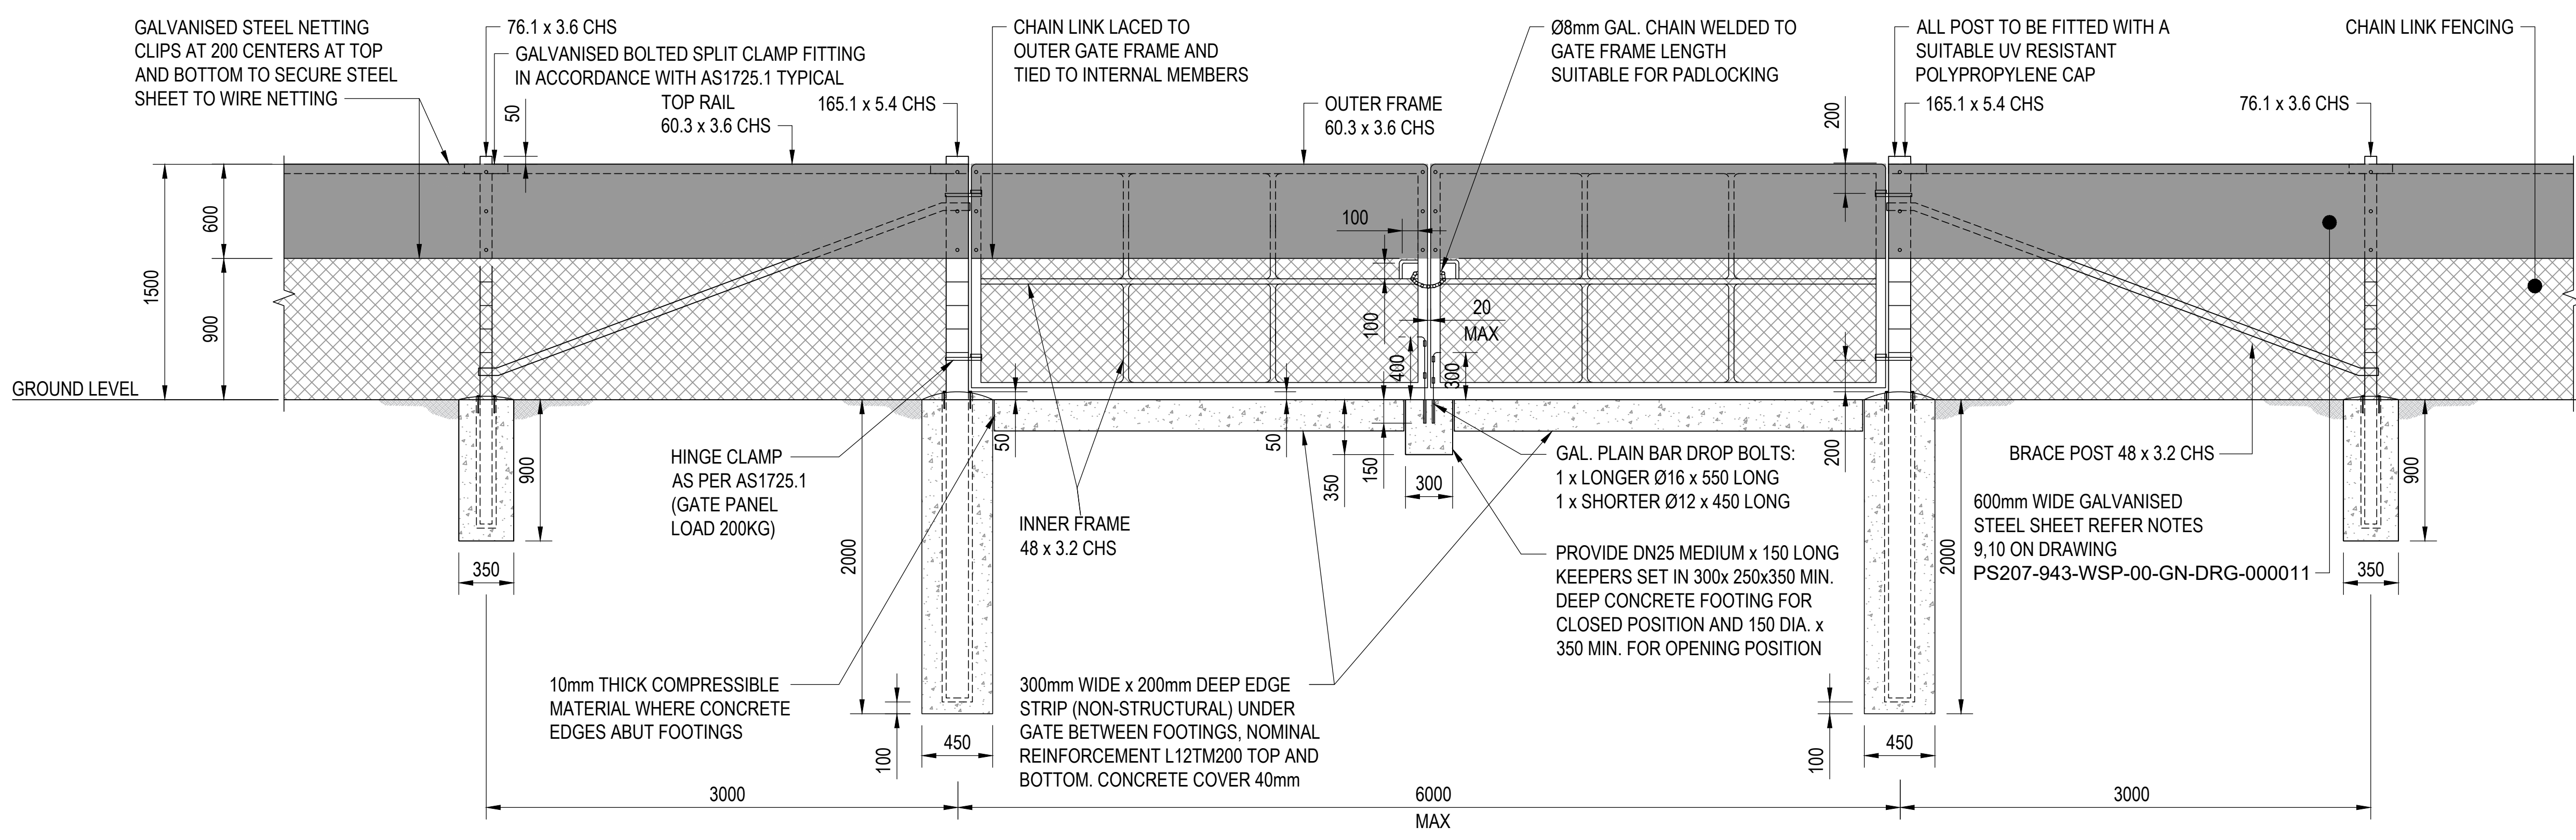 GALVANISED STEEL NETTING
CLIPS AT 200 CENTERS AT TOP
AND BOTTOM TO SECURE STEEL
SHEET TO WIRE NETTING
76.1 x 3.6 CHS
GALVANISED BOLTED SPLIT CLAMP FITTING
IN ACCORDANCE WITH AS1725.1 TYPICAL
TOP RAIL
60.3 x 3.6 CHS
165.1 x 5.4 CHS
50
CHAIN LINK LACED TO
OUTER GATE FRAME AND
TIED TO INTERNAL MEMBERS
OUTER FRAME
60.3 x 3.6 CHS
Ø8mm GAL. CHAIN WELDED TO
GATE FRAME LENGTH
SUITABLE FOR PADLOCKING
200
ALL POST TO BE FITTED WITH A
SUITABLE UV RESISTANT
POLYPROPYLENE CAP
165.1 x 5.4 CHS
76.1 x 3.6 CHS
CHAIN LINK FENCING
1500
600
900
100
100
20
MAX
400
300
GROUND LEVEL
900
350
HINGE CLAMP
AS PER AS1725.1
(GATE PANEL
LOAD 200KG)
2000
50
INNER FRAME
48 x 3.2 CHS
50
350
150
300
GAL. PLAIN BAR DROP BOLTS:
1 x LONGER Ø16 x 550 LONG
1 x SHORTER Ø12 x 450 LONG
200
PROVIDE DN25 MEDIUM x 150 LONG
KEEPERS SET IN 300x 250x350 MIN.
DEEP CONCRETE FOOTING FOR
CLOSED POSITION AND 150 DIA. x
350 MIN. FOR OPENING POSITION
BRACE POST 48 x 3.2 CHS
600mm WIDE GALVANISED
STEEL SHEET REFER NOTES
9,10 ON DRAWING
PS207-943-WSP-00-GN-DRG-000011
2000
900
350
10mm THICK COMPRESSIBLE
MATERIAL WHERE CONCRETE
EDGES ABUT FOOTINGS
100
450
300mm WIDE x 200mm DEEP EDGE
STRIP (NON-STRUCTURAL) UNDER
GATE BETWEEN FOOTINGS, NOMINAL
REINFORCEMENT L12TM200 TOP AND
BOTTOM. CONCRETE COVER 40mm
100
450
3000
6000
MAX
3000